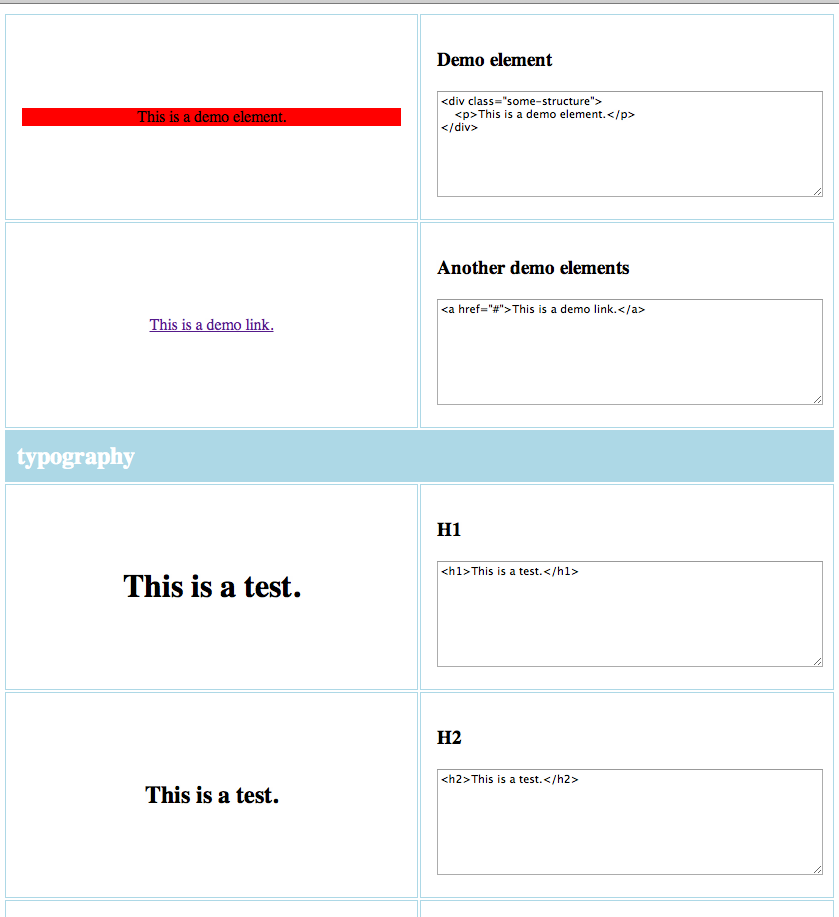 This is a demo element.
Demo element
<div class="some-structure">
    <p>This is a demo element.</p>
</div>
This is a demo link.
Another demo elements
<a href="#">This is a demo link.</a>
typography
This is a test.
H1
<h1>This is a test.</h1>
This is a test.
H2
<h2>This is a test.</h2>